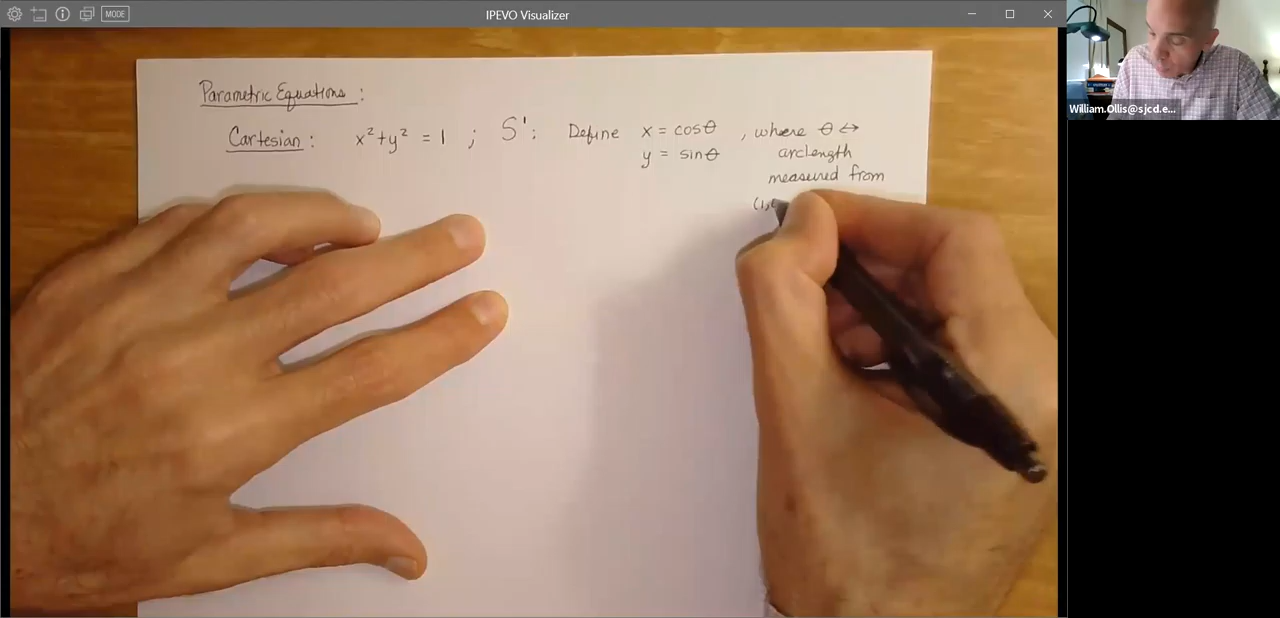 MODE
IPEVO Visualizer
William.Ollis@sjcd.e...
Parametric Equations :
Cartesian : x² + y² = 1 ; S¹: Define x = cosθ , where θ ↔
y = sinθ arclength
measured from
(1,